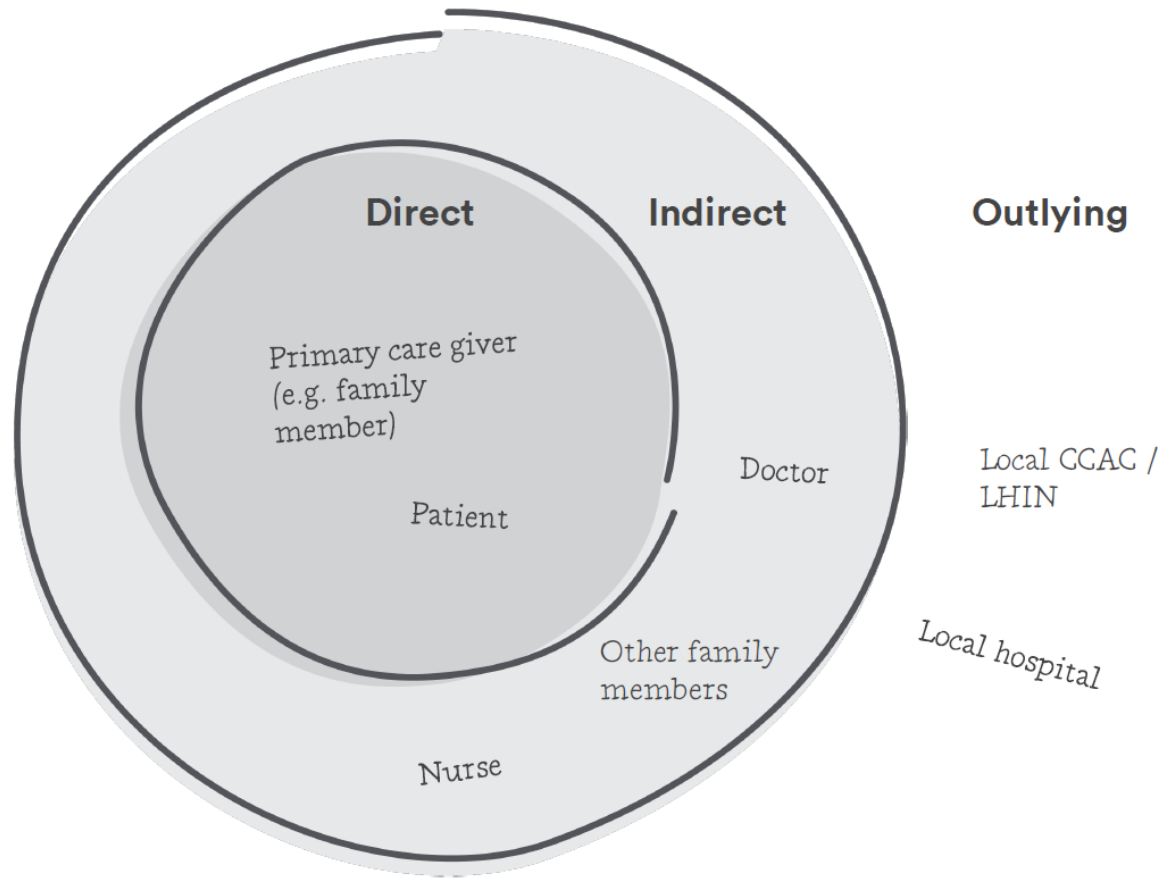 Direct
Indirect
Outlying
Primary care giver
(e.g. family
member)
Patient
Doctor
Local CCAC /
LHIN
Other family
members
Local hospital
Nurse